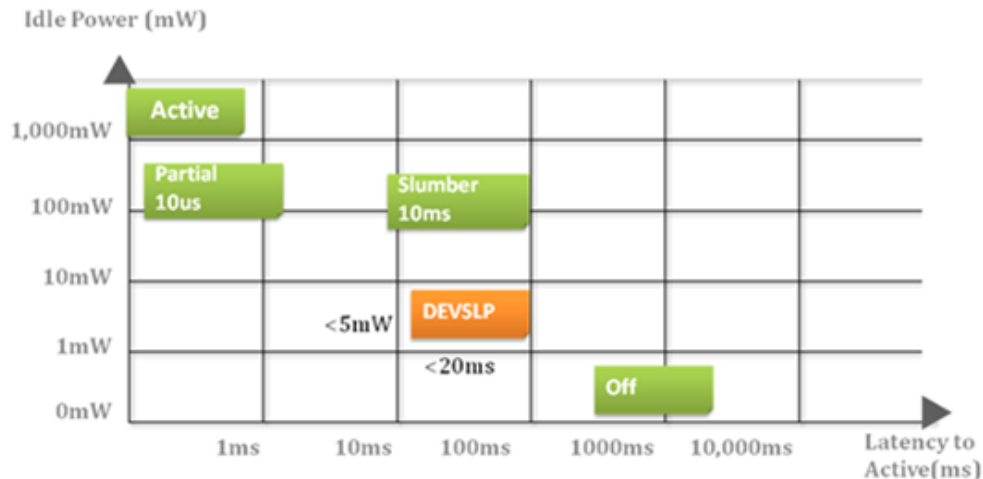 Idle Power (mW)
Active
1,000mW
Partial
10us
Slumber
10ms
100mW
10mW
DEVSLP
<5mW
1mW
<20ms
Off
0mW
1ms
10ms
100ms
1000ms
10,000ms
Latency to
Active(ms)